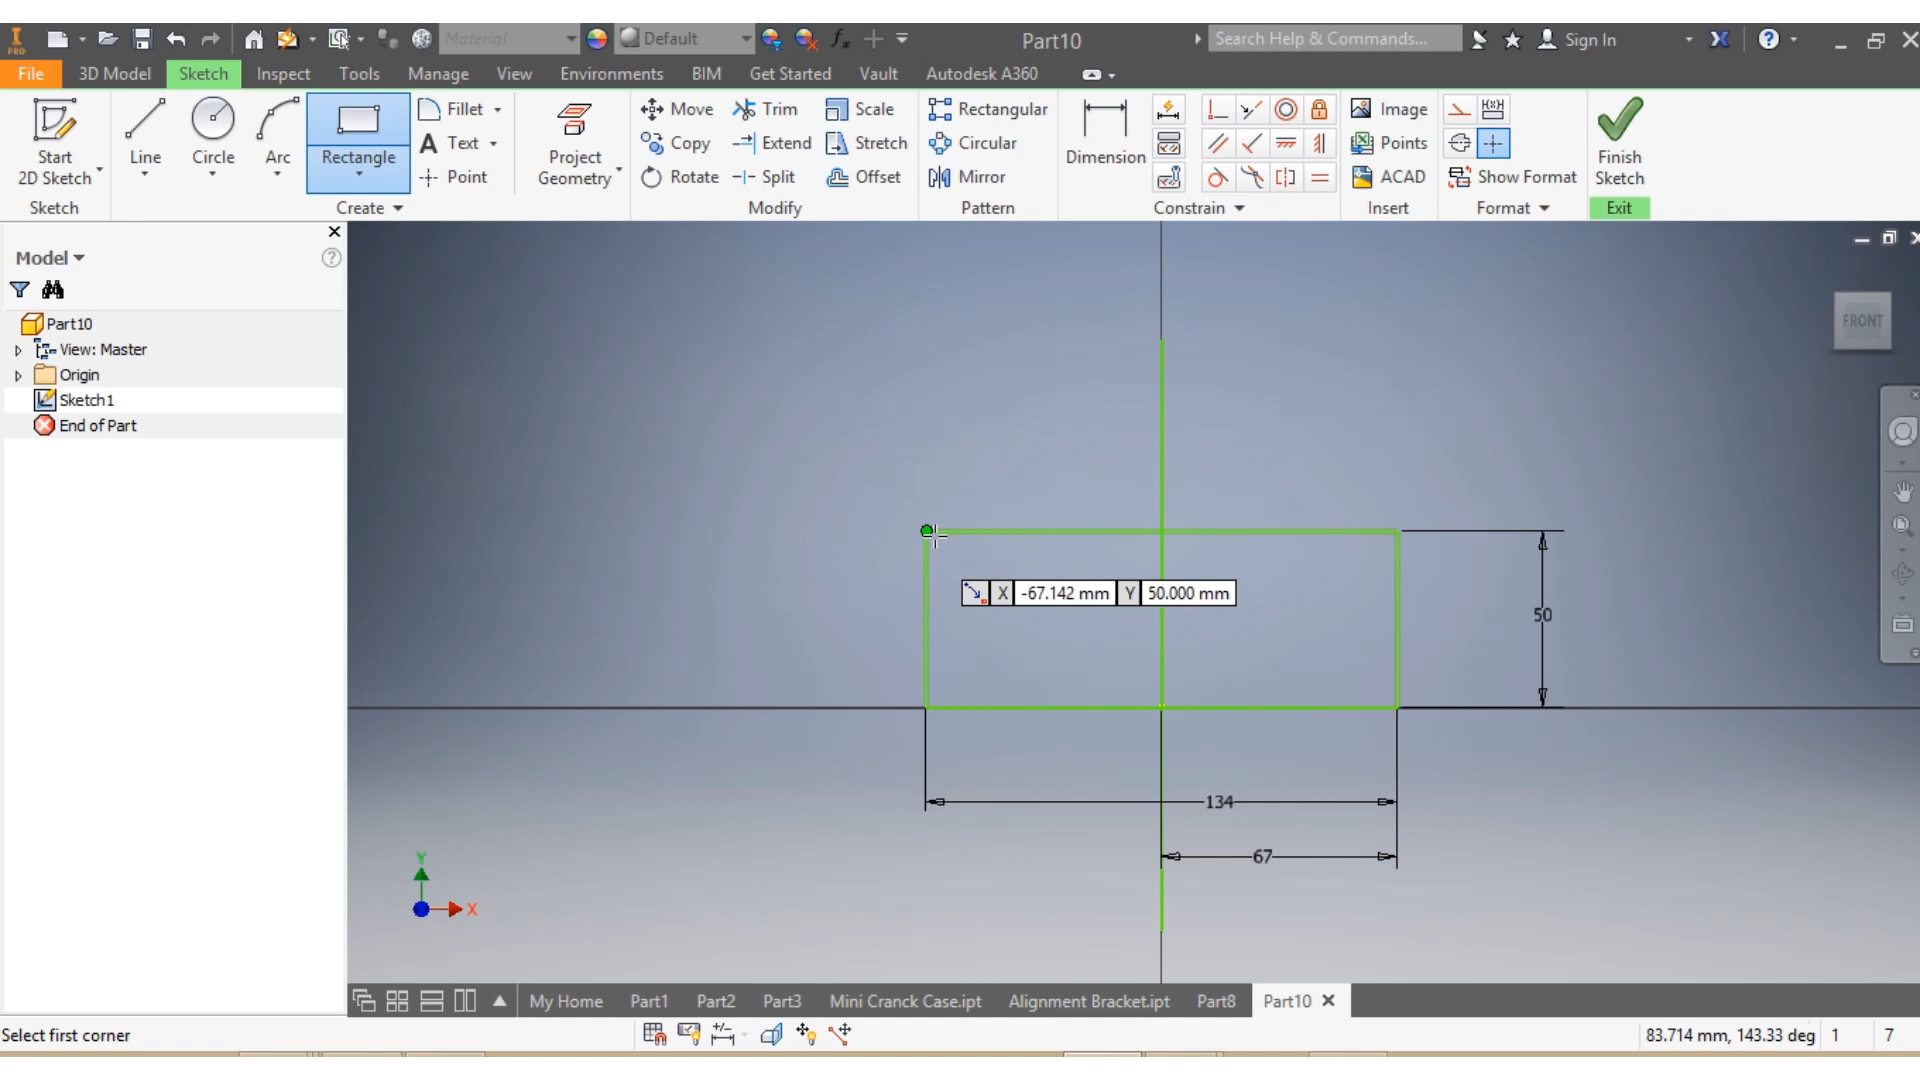 PRO Material Default fx Part10 Search Help & Commands... Sign In ?
File 3D Model Sketch Inspect Tools Manage View Environments BIM Get Started Vault Autodesk A360
Start 2D Sketch
Line
Circle
Arc
Rectangle
Fillet
A Text
Point
Project Geometry
Move Trim Scale
Copy Extend Stretch
Rotate Split Offset
Rectangular
Circular
Mirror
Dimension
Image
Points
ACAD
Show Format
Finish Sketch
Sketch Create Modify Pattern Constrain Insert Format Exit
Model ?
Part10
View: Master
Origin
Sketch1
End of Part
FRONT
X -67.142 mm Y 50.000 mm
50
134
67
Y
X
My Home Part1 Part2 Part3 Mini Cranck Case.ipt Alignment Bracket.ipt Part8 Part10
Select first corner 83.714 mm, 143.33 deg 1 7